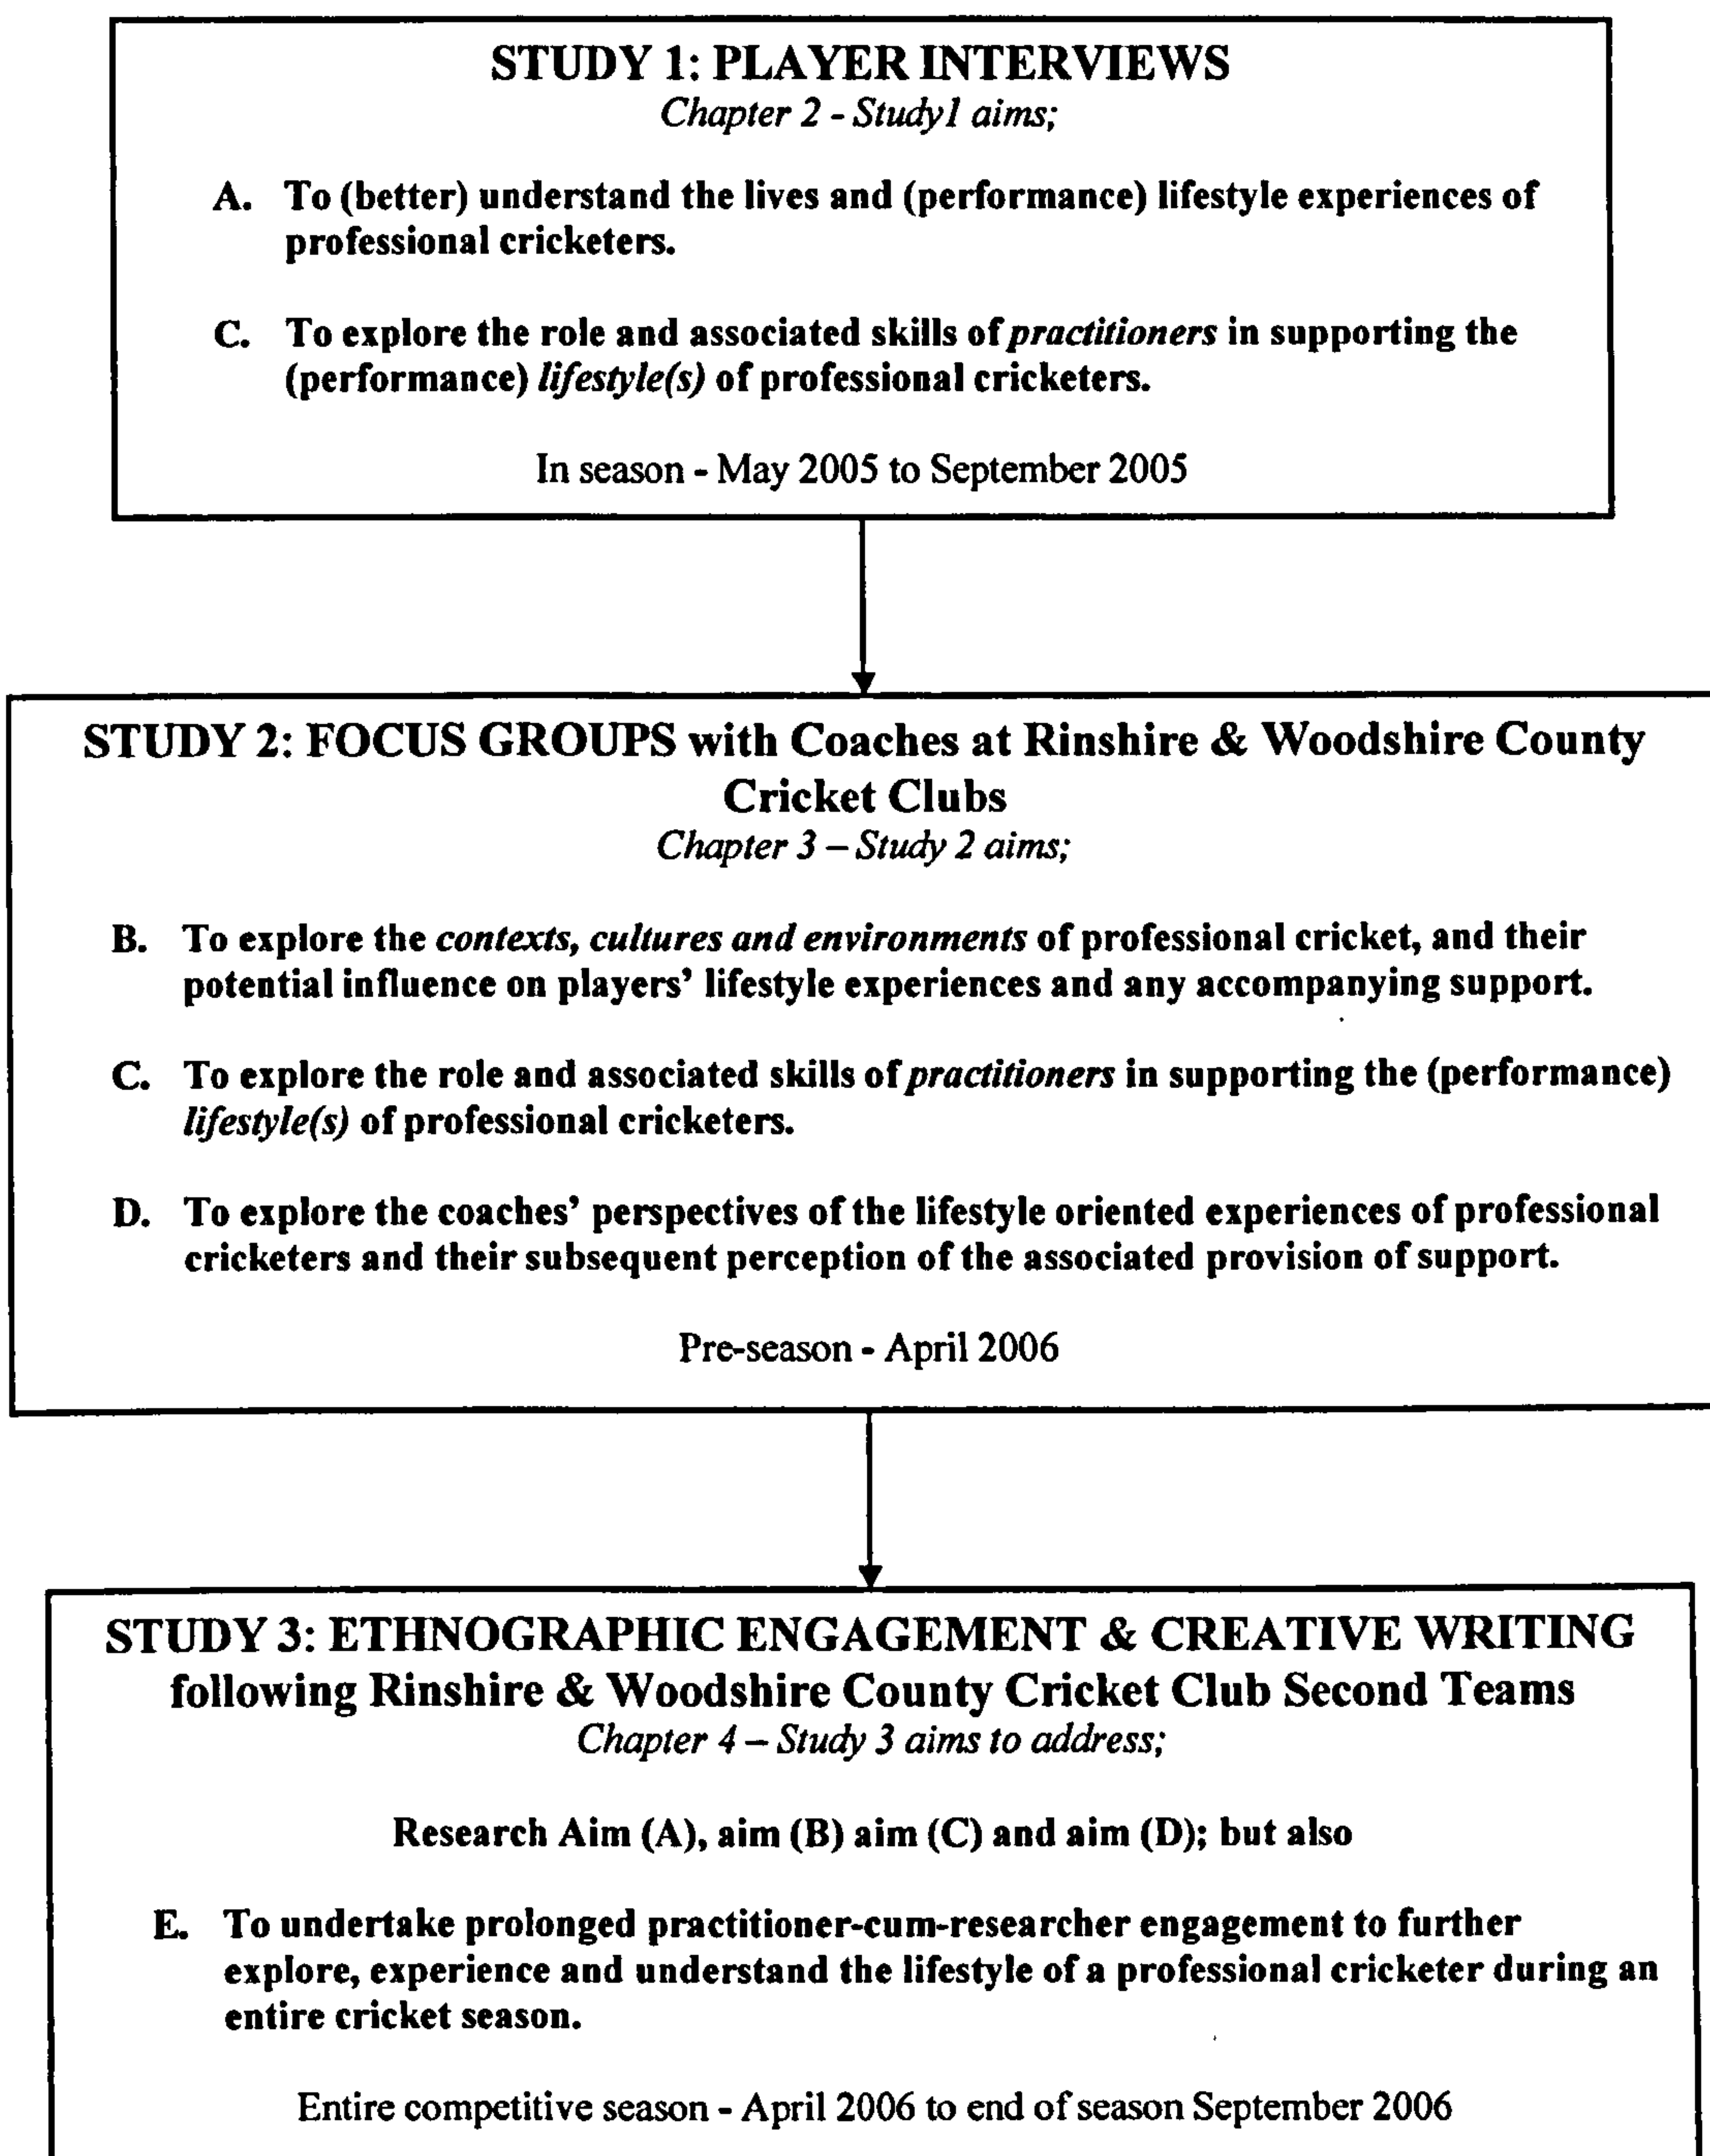 STUDY 1: PLAYER INTERVIEWS
Chapter 2 - Study1 aims;
A. To (better) understand the lives and (performance) lifestyle experiences of
professional cricketers.
C. To explore the role and associated skills of practitioners in supporting the
(performance) lifestyle(s) of professional cricketers.
In season - May 2005 to September 2005
STUDY 2: FOCUS GROUPS with Coaches at Rinshire & Woodshire County
Cricket Clubs
Chapter 3 – Study 2 aims;
B. To explore the contexts, cultures and environments of professional cricket, and their
potential influence on players’ lifestyle experiences and any accompanying support.
C. To explore the role and associated skills of practitioners in supporting the (performance)
lifestyle(s) of professional cricketers.
D. To explore the coaches’ perspectives of the lifestyle oriented experiences of professional
cricketers and their subsequent perception of the associated provision of support.
Pre-season - April 2006
STUDY 3: ETHNOGRAPHIC ENGAGEMENT & CREATIVE WRITING
following Rinshire & Woodshire County Cricket Club Second Teams
Chapter 4 – Study 3 aims to address;
Research Aim (A), aim (B) aim (C) and aim (D); but also
E. To undertake prolonged practitioner-cum-researcher engagement to further
explore, experience and understand the lifestyle of a professional cricketer during an
entire cricket season.
Entire competitive season - April 2006 to end of season September 2006